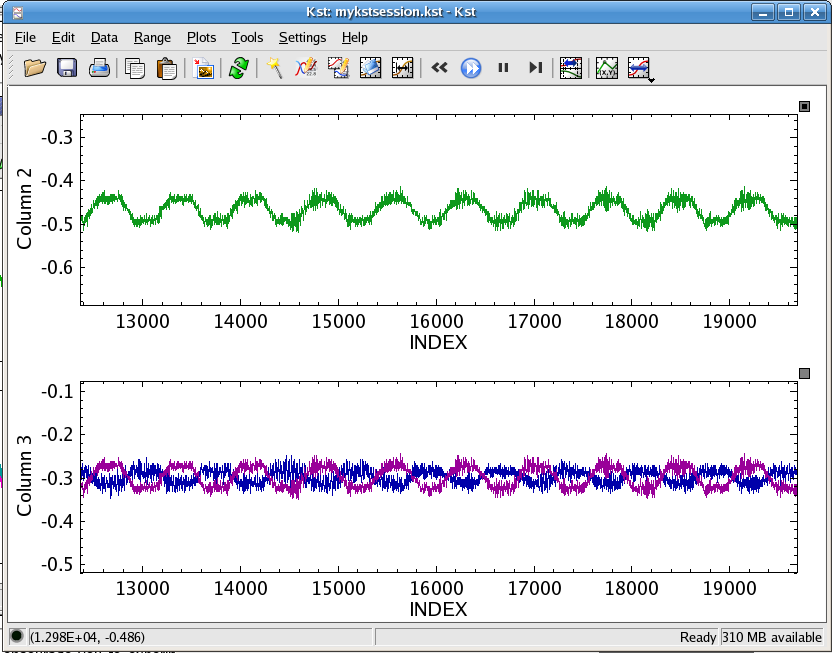 Kst: mykstsession.kst - Kst
File Edit Data Range Plots Tools Settings Help
-0.3
-0.4
-0.5
-0.6
Column 2
13000 14000 15000 16000 17000 18000 19000
INDEX
-0.1
-0.2
-0.3
-0.4
-0.5
Column 3
13000 14000 15000 16000 17000 18000 19000
INDEX
(1.298E+04, -0.486) Ready 310 MB available